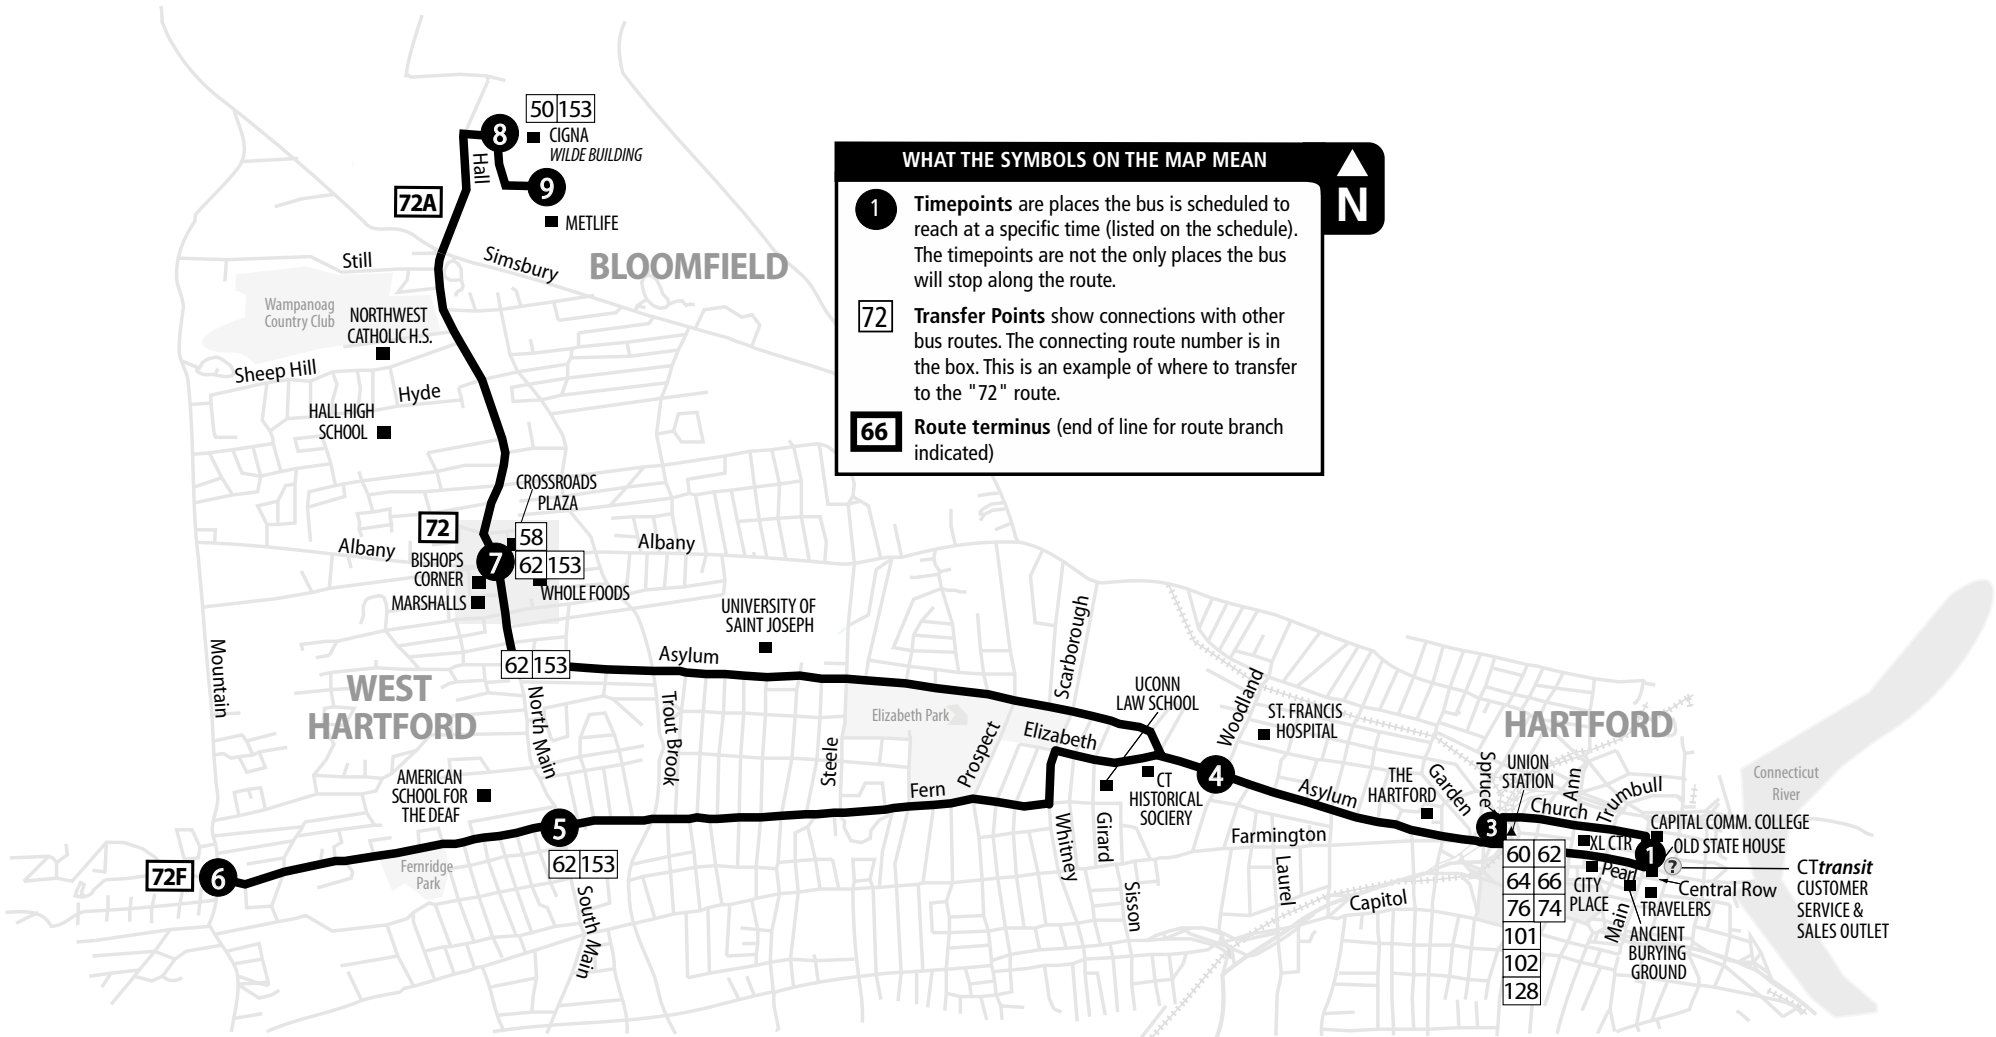 50 153
8
CIGNA
WILDE BUILDING
Hall
9
72A
METLIFE
WHAT THE SYMBOLS ON THE MAP MEAN
N
1
Timepoints are places the bus is scheduled to
reach at a specific time (listed on the schedule).
The timepoints are not the only places the bus
will stop along the route.
72
Transfer Points show connections with other
bus routes. The connecting route number is in
the box. This is an example of where to transfer
to the "72" route.
66
Route terminus (end of line for route branch
indicated)
Still
Simsbury
BLOOMFIELD
Wampanoag
Country Club
NORTHWEST
CATHOLIC H.S.
Sheep Hill
Hyde
HALL HIGH
SCHOOL
CROSSROADS
PLAZA
72
58
Albany
Albany
BISHOPS
CORNER
7
62 153
MARSHALLS
WHOLE FOODS
UNIVERSITY OF
SAINT JOSEPH
Mountain
62 153
Asylum
Scarborough
WEST
HARTFORD
North Main
Trout Brook
Elizabeth Park
Steele
Prospect
Elizabeth
UCONN
LAW SCHOOL
Woodland
ST. FRANCIS
HOSPITAL
HARTFORD
AMERICAN
SCHOOL FOR
THE DEAF
Fern
CT
HISTORICAL
SOCIERY
4
Asylum
THE
HARTFORD
Garden
Spruce
UNION
STATION
Ann
Church
Trumbull
Connecticut
River
5
Whitney
Girard
Farmington
3
CAPITAL COMM. COLLEGE
XL CTR
OLD STATE HOUSE
1
?
CTtransit
CUSTOMER
SERVICE &
SALES OUTLET
72F
6
Fernridge
Park
62 153
South Main
Sisson
Laurel
Capitol
60 62
64 66
76 74
101
102
128
Pearl
CITY
PLACE
Central Row
TRAVELERS
Main
ANCIENT
BURYING
GROUND